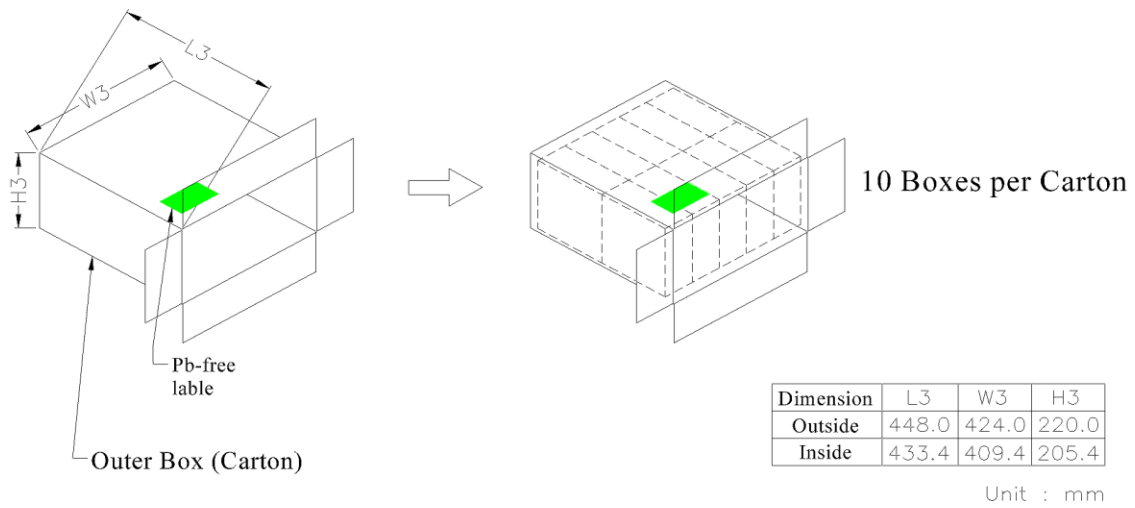 L3
W3
H3
Pb-free
lable
Outer Box (Carton)
10 Boxes per Carton
Dimension L3 W3 H3
Outside 448.0 424.0 220.0
Inside 433.4 409.4 205.4
Unit : mm